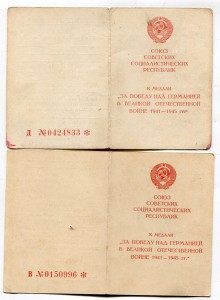 СОЮЗ
СОВЕТСКИХ
СОЦИАЛИСТИЧЕСКИХ
РЕСПУБЛИК
К МЕДАЛИ
„ЗА ПОБЕДУ НАД ГЕРМАНИЕЙ
В ВЕЛИКОЙ ОТЕЧЕСТВЕННОЙ
ВОЙНЕ 1941—1945 гг."
Д №0424833 ✻
СОЮЗ
СОВЕТСКИХ
СОЦИАЛИСТИЧЕСКИХ
РЕСПУБЛИК
К МЕДАЛИ
„ЗА ПОБЕДУ НАД ГЕРМАНИЕЙ
В ВЕЛИКОЙ ОТЕЧЕСТВЕННОЙ
ВОЙНЕ 1941—1945 гг."
В №0150996 ✻